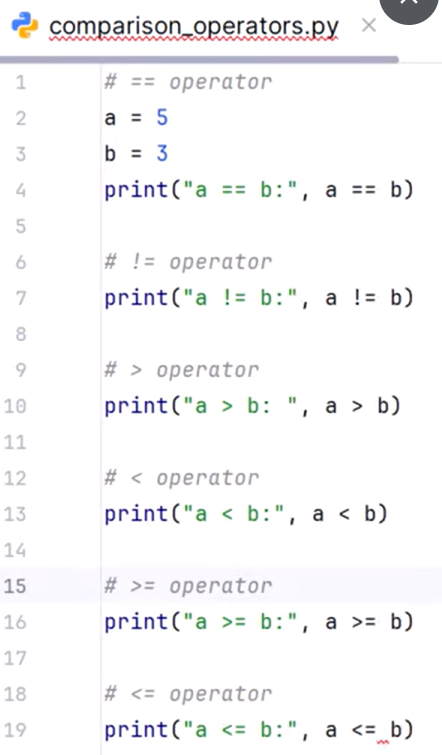 comparison_operators.py
1 # == operator
2 a = 5
3 b = 3
4 print("a == b:", a == b)
5
6 # != operator
7 print("a != b:", a != b)
8
9 # > operator
10 print("a > b: ", a > b)
11
12 # < operator
13 print("a < b:", a < b)
14
15 # >= operator
16 print("a >= b:", a >= b)
17
18 # <= operator
19 print("a <= b:", a <= b)